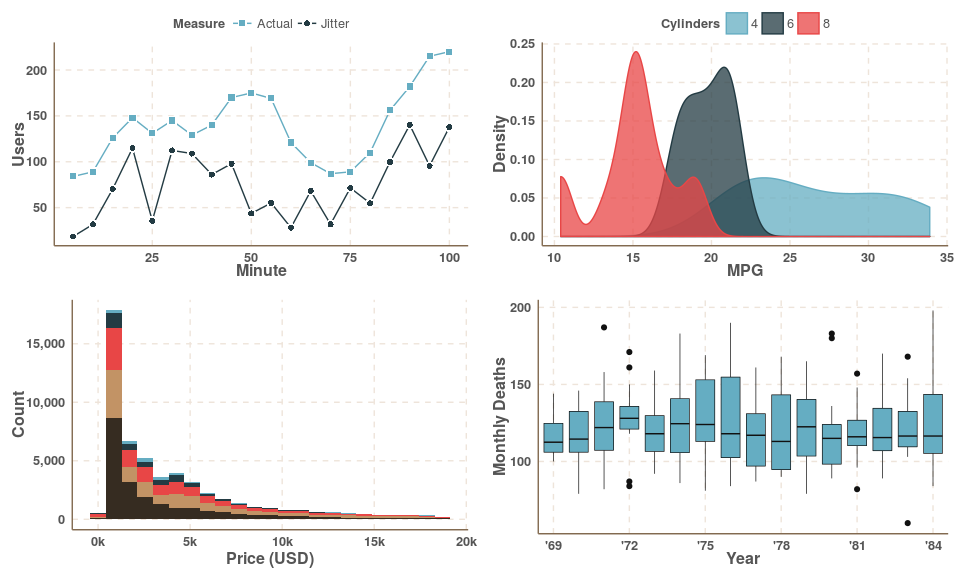 Measure Actual Jitter
Users
200
150
100
50
25 50 75 100
Minute
Cylinders 4 6 8
Density
0.25
0.20
0.15
0.10
0.05
0.00
10 15 20 25 30 35
MPG
Count
15,000
10,000
5,000
0
0k 5k 10k 15k 20k
Price (USD)
Monthly Deaths
200
150
100
'69 '72 '75 '78 '81 '84
Year